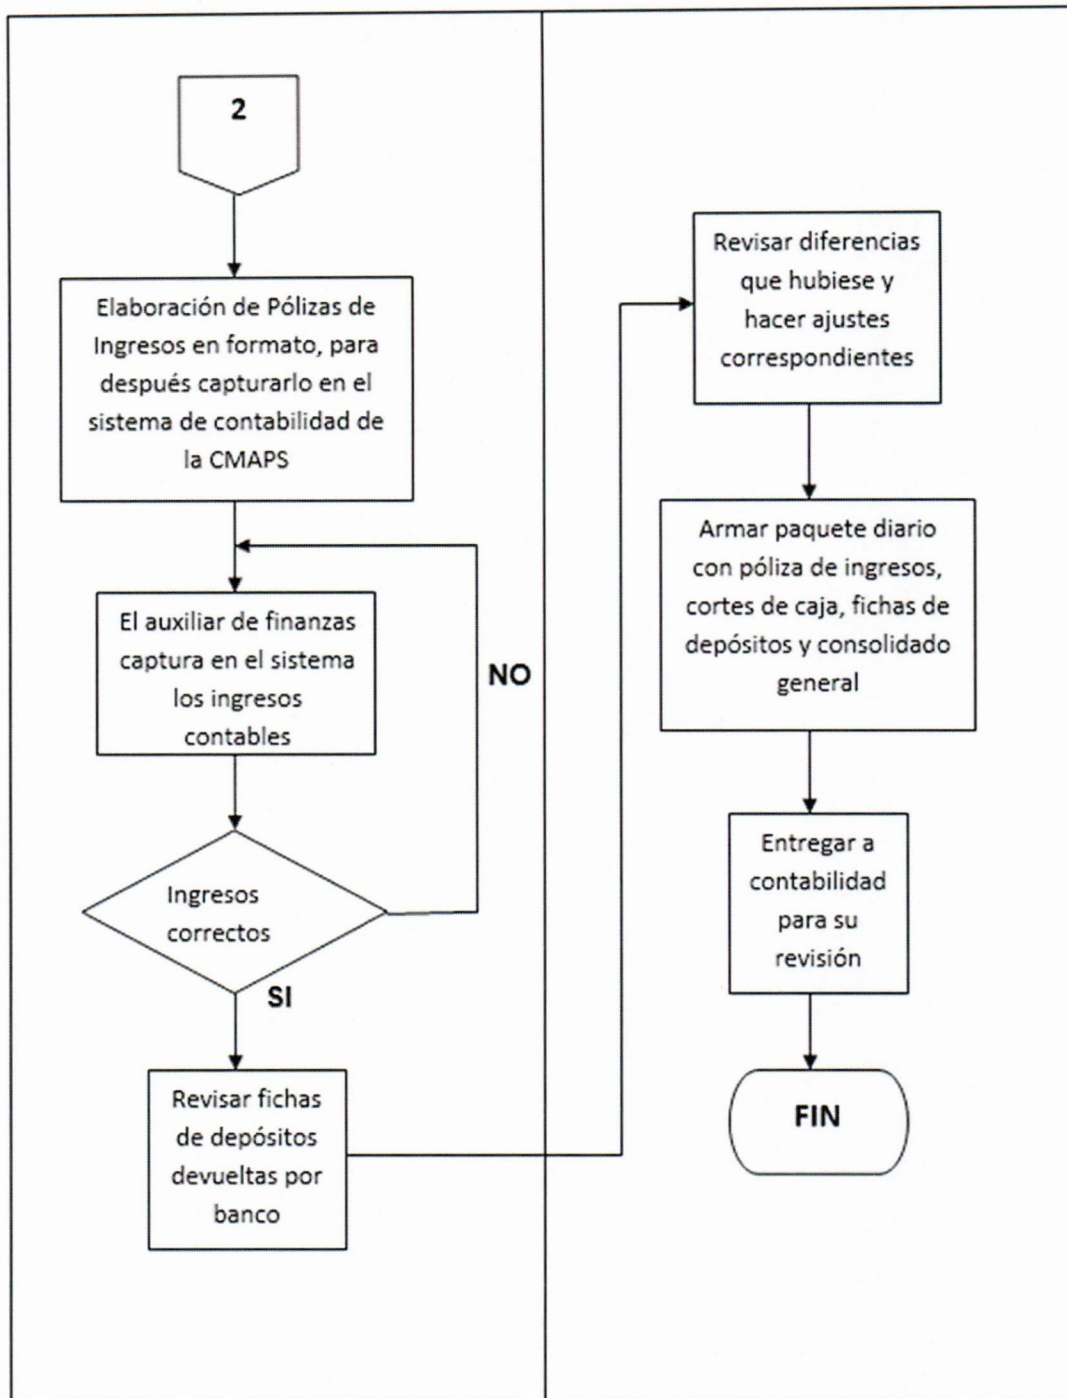 2
Elaboración de Pólizas de
Ingresos en formato, para
después capturarlo en el
sistema de contabilidad de
la CMAPS
El auxiliar de finanzas
captura en el sistema
los ingresos
contables
NO
Ingresos
correctos
SI
Revisar fichas
de depósitos
devueltas por
banco
Revisar diferencias
que hubiese y
hacer ajustes
correspondientes
Armar paquete diario
con póliza de ingresos,
cortes de caja, fichas de
depósitos y consolidado
general
Entregar a
contabilidad
para su
revisión
FIN